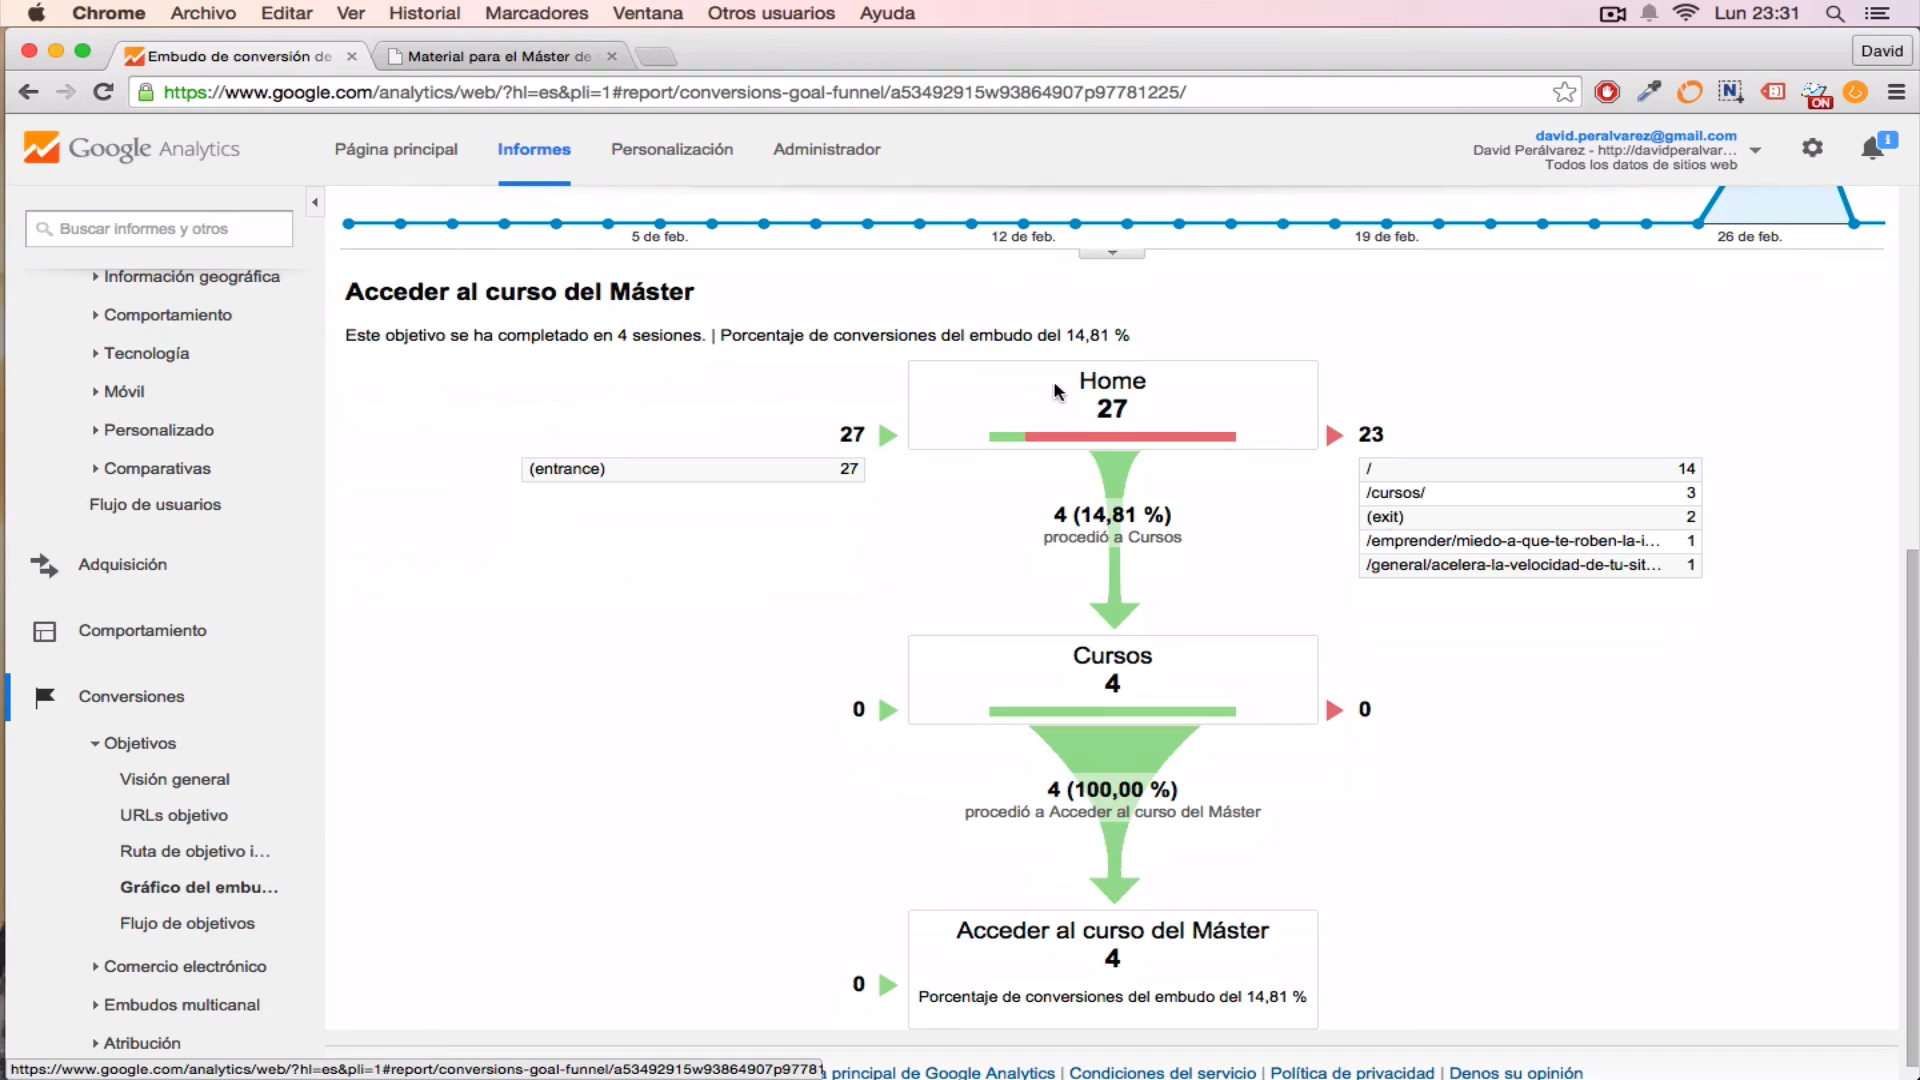 Chrome Archivo Editar Ver Historial Marcadores Ventana Otros usuarios Ayuda Lun 23:31
Embudo de conversión de
Material para el Máster de
David
https://www.google.com/analytics/web/?hl=es&pli=1#report/conversions-goal-funnel/a53492915w93864907p97781225/
N
ON
Google Analytics
Página principal
Informes
Personalización
Administrador
david.peralvarez@gmail.com
David Perálvarez - http://davidperalvar...
Todos los datos de sitios web
Buscar informes y otros
Información geográfica
Comportamiento
Tecnología
Móvil
Personalizado
Comparativas
Flujo de usuarios
Adquisición
Comportamiento
Conversiones
Objetivos
Visión general
URLs objetivo
Ruta de objetivo i...
Gráfico del embu...
Flujo de objetivos
Comercio electrónico
Embudos multicanal
Atribución
5 de feb.
12 de feb.
19 de feb.
26 de feb.
Acceder al curso del Máster
Este objetivo se ha completado en 4 sesiones. | Porcentaje de conversiones del embudo del 14,81 %
Home
27
27
23
(entrance) 27
/ 14
/cursos/ 3
(exit) 2
/emprender/miedo-a-que-te-roben-la-i... 1
/general/acelera-la-velocidad-de-tu-sit... 1
4 (14,81 %)
procedió a Cursos
Cursos
4
0
0
4 (100,00 %)
procedió a Acceder al curso del Máster
Acceder al curso del Máster
4
0
Porcentaje de conversiones del embudo del 14,81 %
https://www.google.com/analytics/web/?hl=es&pli=1#report/conversions-goal-funnel/a53492915w93864907p97781
principal de Google Analytics | Condiciones del servicio | Política de privacidad | Denos su opinión